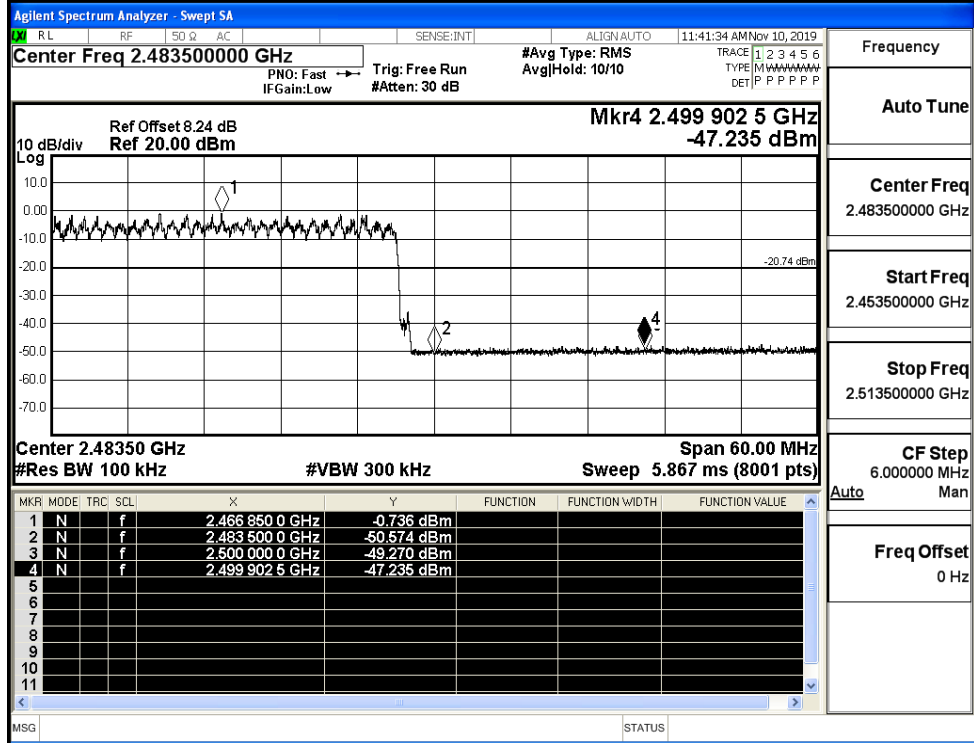 Agilent Spectrum Analyzer - Swept SA
LXI RL RF 50 Ω AC SENSE:INT ALIGN AUTO 11:41:34 AM Nov 10, 2019
Center Freq 2.483500000 GHz
PNO: Fast
IFGain:Low
Trig: Free Run
#Atten: 30 dB
#Avg Type: RMS
Avg|Hold: 10/10
TRACE 1 2 3 4 5 6
TYPE M WWWWW
DET P P P P P P
Frequency
Auto Tune
Center Freq
2.483500000 GHz
Start Freq
2.453500000 GHz
Stop Freq
2.513500000 GHz
CF Step
6.000000 MHz
Auto Man
Freq Offset
0 Hz
Mkr4 2.499 902 5 GHz
-47.235 dBm
Ref Offset 8.24 dB
10 dB/div Ref 20.00 dBm
Log
10.0
0.00
-10.0
-20.0
-30.0
-40.0
-50.0
-60.0
-70.0
1
2
4
-20.74 dBm
Center 2.48350 GHz Span 60.00 MHz
#Res BW 100 kHz #VBW 300 kHz Sweep 5.867 ms (8001 pts)
MKR MODE TRC SCL X Y FUNCTION FUNCTION WIDTH FUNCTION VALUE
1 N f 2.466 850 0 GHz -0.736 dBm
2 N f 2.483 500 0 GHz -50.574 dBm
3 N f 2.500 000 0 GHz -49.270 dBm
4 N f 2.499 902 5 GHz -47.235 dBm
5
6
7
8
9
10
11
MSG STATUS